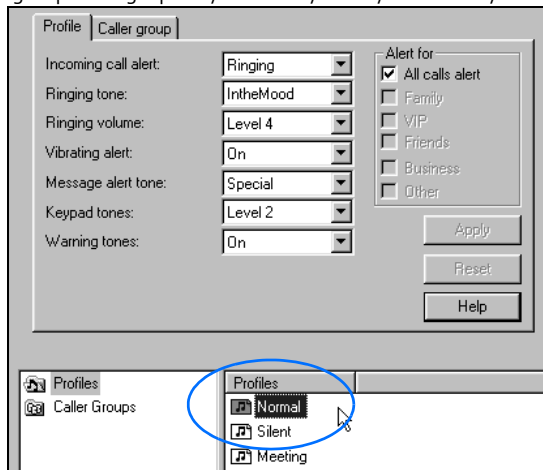 Profile Caller group
Incoming call alert: Ringing
Ringing tone: IntheMood
Ringing volume: Level 4
Vibrating alert: On
Message alert tone: Special
Keypad tones: Level 2
Warning tones: On
Alert for
All calls alert
Family
VIP
Friends
Business
Other
Apply
Reset
Help
Profiles
Caller Groups
Profiles
Normal
Silent
Meeting